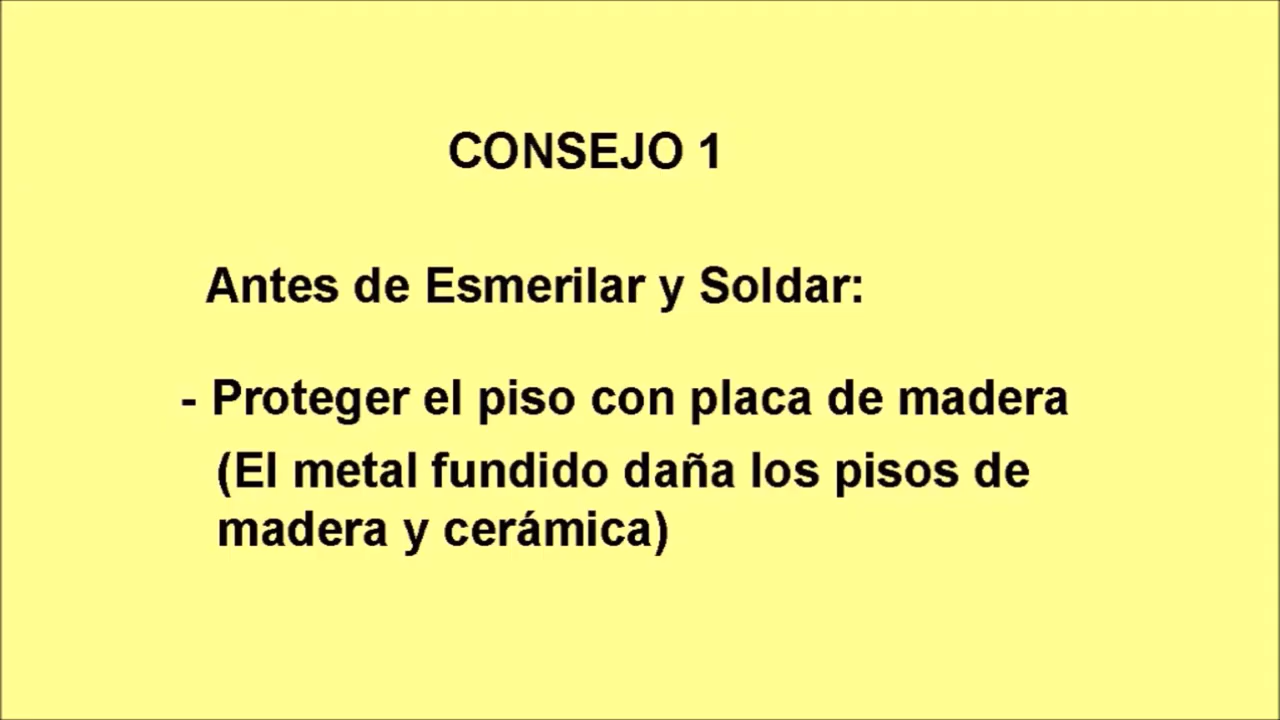 CONSEJO 1
Antes de Esmerilar y Soldar:
- Proteger el piso con placa de madera
(El metal fundido daña los pisos de
madera y cerámica)